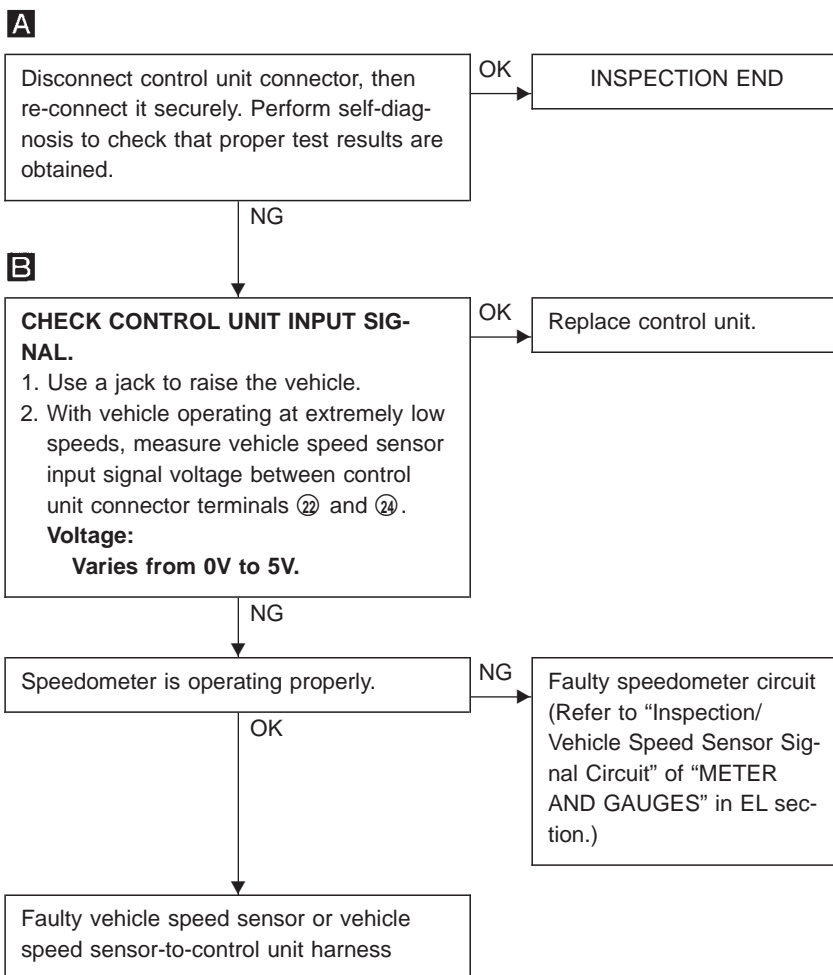 A
Disconnect control unit connector, then
re-connect it securely. Perform self-diag-
nosis to check that proper test results are
obtained.
OK
INSPECTION END
NG
B
CHECK CONTROL UNIT INPUT SIG-
NAL.
1. Use a jack to raise the vehicle.
2. With vehicle operating at extremely low
speeds, measure vehicle speed sensor
input signal voltage between control
unit connector terminals ㉒ and ㉔.
Voltage:
Varies from 0V to 5V.
OK
Replace control unit.
NG
Speedometer is operating properly.
NG
Faulty speedometer circuit
(Refer to “Inspection/
Vehicle Speed Sensor Sig-
nal Circuit” of “METER
AND GAUGES” in EL sec-
tion.)
OK
Faulty vehicle speed sensor or vehicle
speed sensor-to-control unit harness